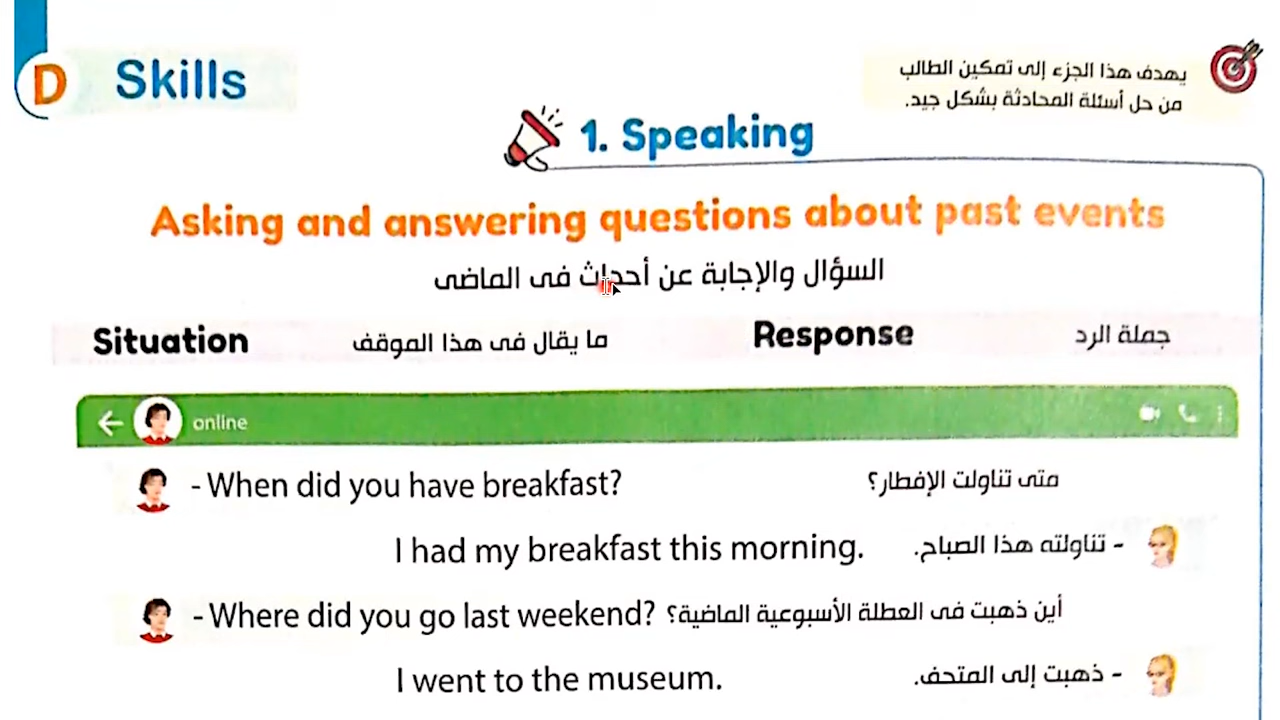 D Skills
يهدف هذا الجزء إلى تمكين الطالب
من حل أسئلة المحادثة بشكل جيد.
1. Speaking
Asking and answering questions about past events
السؤال والإجابة عن أحداث فى الماضى
Situation ما يقال فى هذا الموقف Response جملة الرد
online
- When did you have breakfast? متى تناولت الإفطار؟
I had my breakfast this morning. - تناولته هذا الصباح.
- Where did you go last weekend? أين ذهبت فى العطلة الأسبوعية الماضية؟
I went to the museum. - ذهبت إلى المتحف.